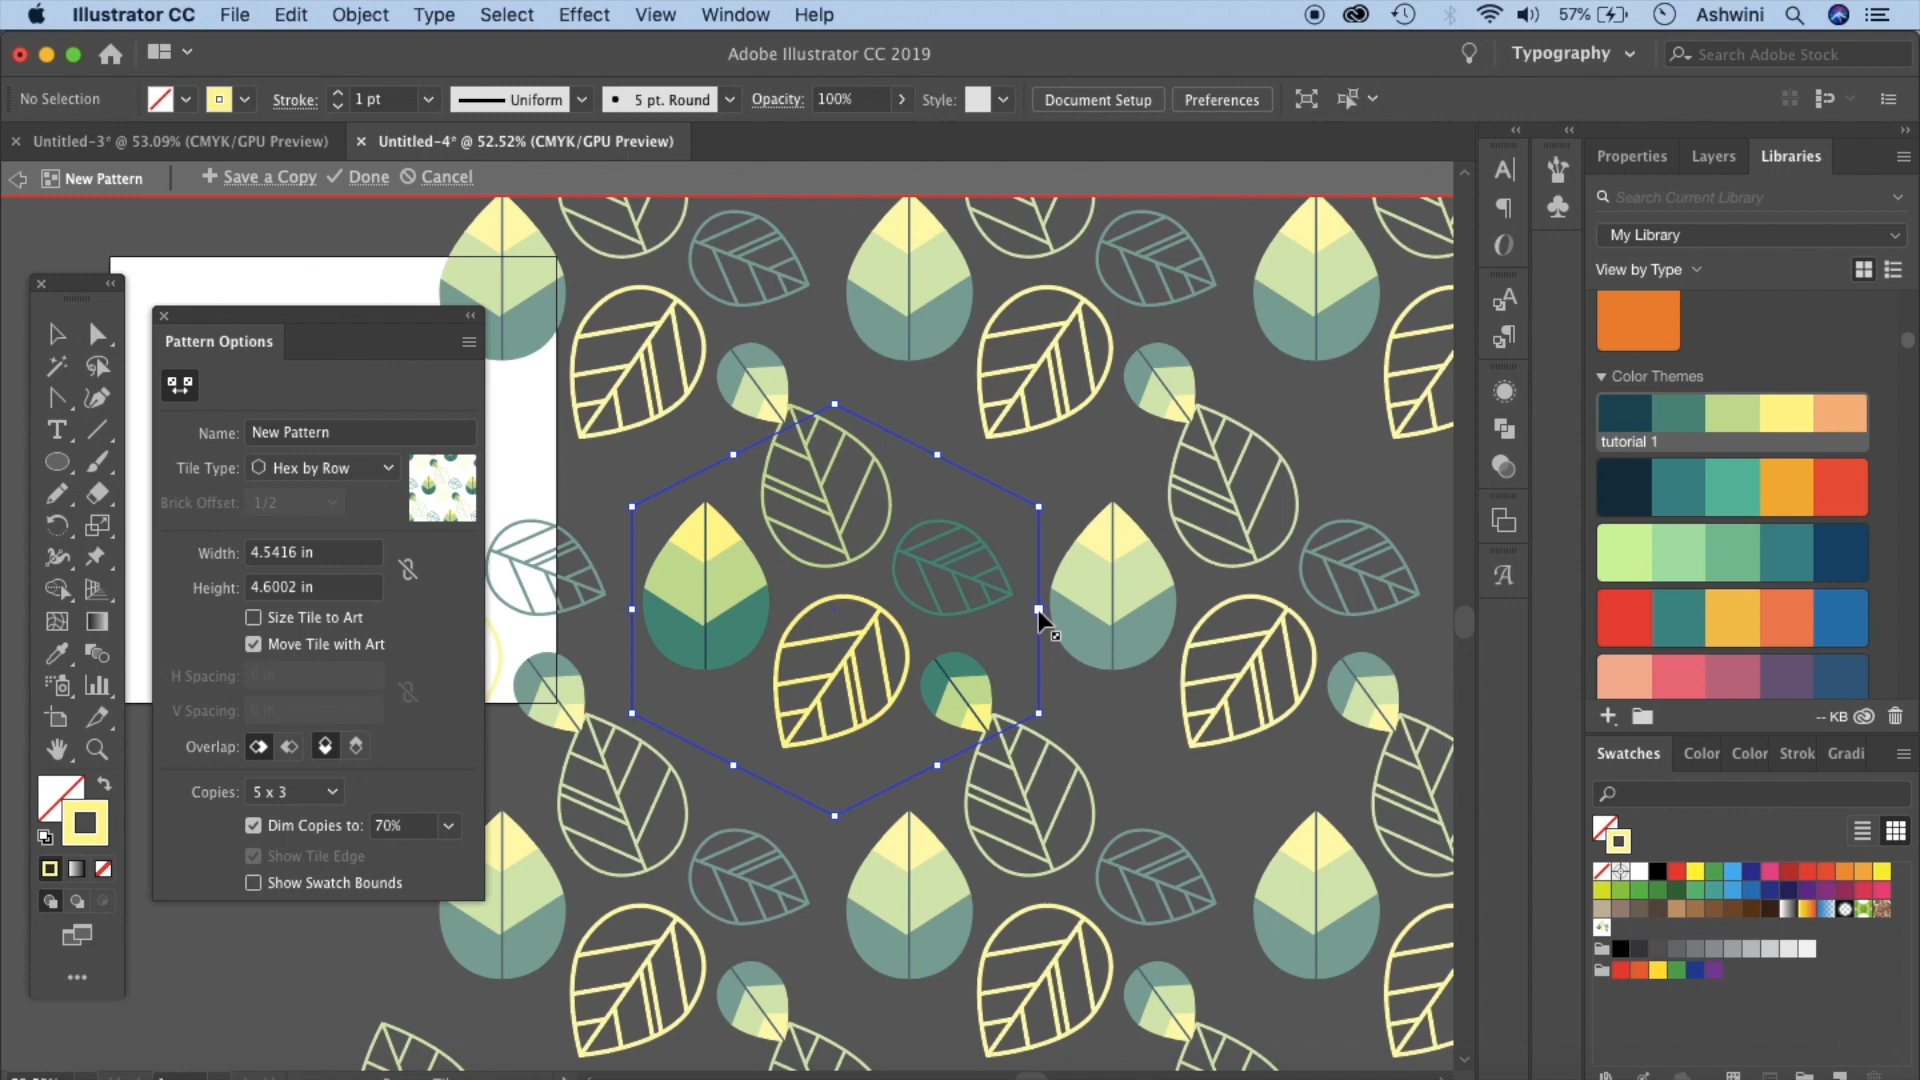 Illustrator CC File Edit Object Type Select Effect View Window Help 57% Ashwini
Adobe Illustrator CC 2019 Typography Search Adobe Stock
No Selection Stroke: 1 pt Uniform 5 pt. Round Opacity: 100% Style: Document Setup Preferences
Untitled-3* @ 53.09% (CMYK/GPU Preview) Untitled-4* @ 52.52% (CMYK/GPU Preview)
New Pattern Save a Copy Done Cancel
Properties Layers Libraries
Search Current Library
My Library
View by Type
Color Themes
tutorial 1
-- KB
Swatches Color Color Strok Gradi
Pattern Options
Name: New Pattern
Tile Type: Hex by Row
Brick Offset: 1/2
Width: 4.5416 in
Height: 4.6002 in
Size Tile to Art
Move Tile with Art
H Spacing: 0 in
V Spacing: 0 in
Overlap:
Copies: 5 x 3
Dim Copies to: 70%
Show Tile Edge
Show Swatch Bounds